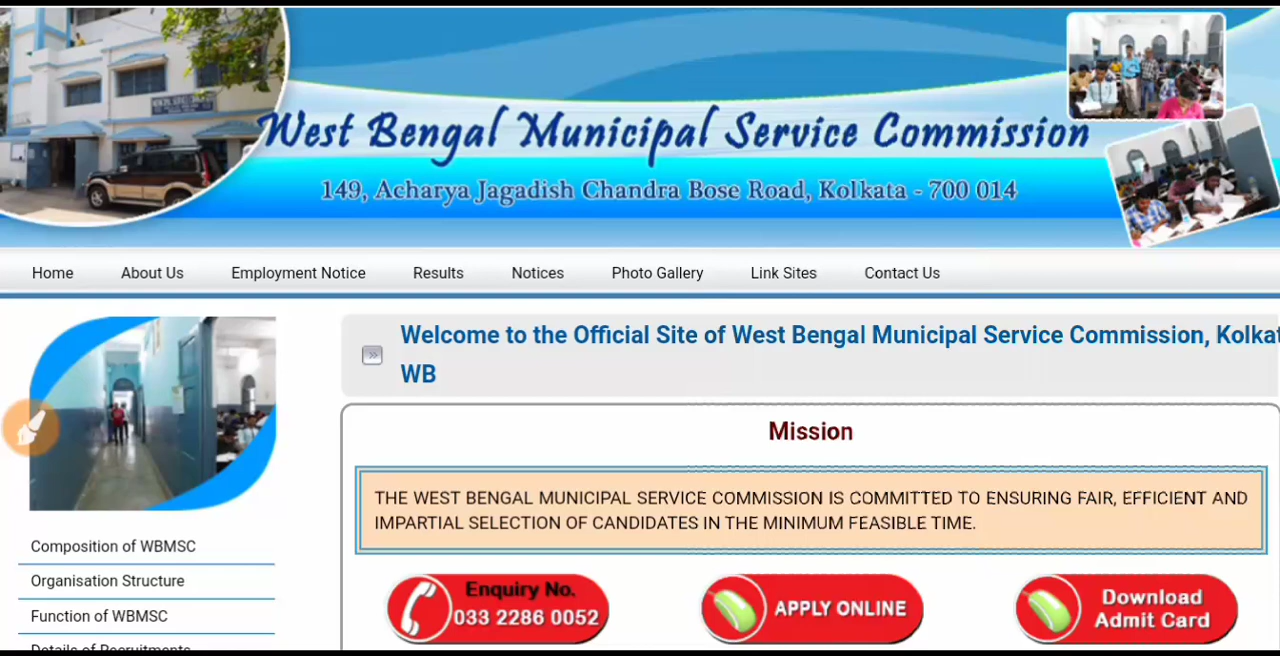 West Bengal Municipal Service Commission
149, Acharya Jagadish Chandra Bose Road, Kolkata - 700 014
Home About Us Employment Notice Results Notices Photo Gallery Link Sites Contact Us
Welcome to the Official Site of West Bengal Municipal Service Commission, Kolkat
WB
Mission
THE WEST BENGAL MUNICIPAL SERVICE COMMISSION IS COMMITTED TO ENSURING FAIR, EFFICIENT AND
IMPARTIAL SELECTION OF CANDIDATES IN THE MINIMUM FEASIBLE TIME.
Composition of WBMSC
Organisation Structure
Function of WBMSC
Details of Recruitments
Enquiry No.
033 2286 0052
APPLY ONLINE
Download
Admit Card